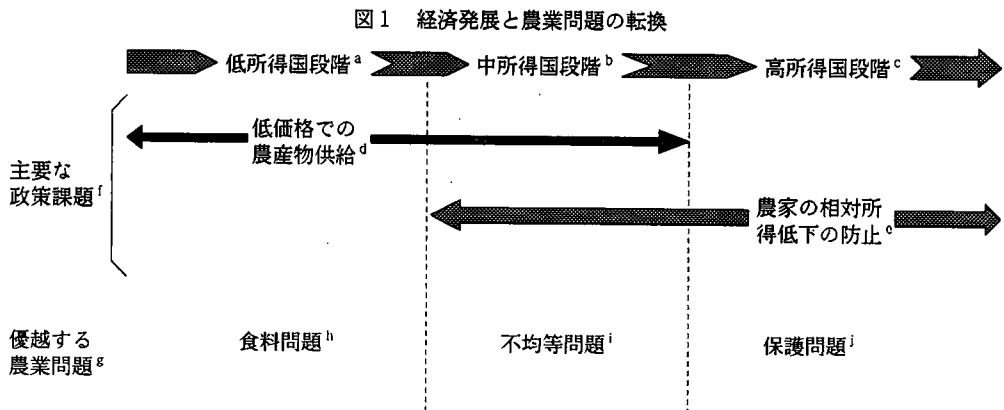 図1 経済発展と農業問題の転換
低所得国段階a 中所得国段階b 高所得国段階c
低価格での
農産物供給d
主要な
政策課題f
農家の相対所
得低下の防止e
優越する
農業問題g
食料問題h 不均等問題i 保護問題j